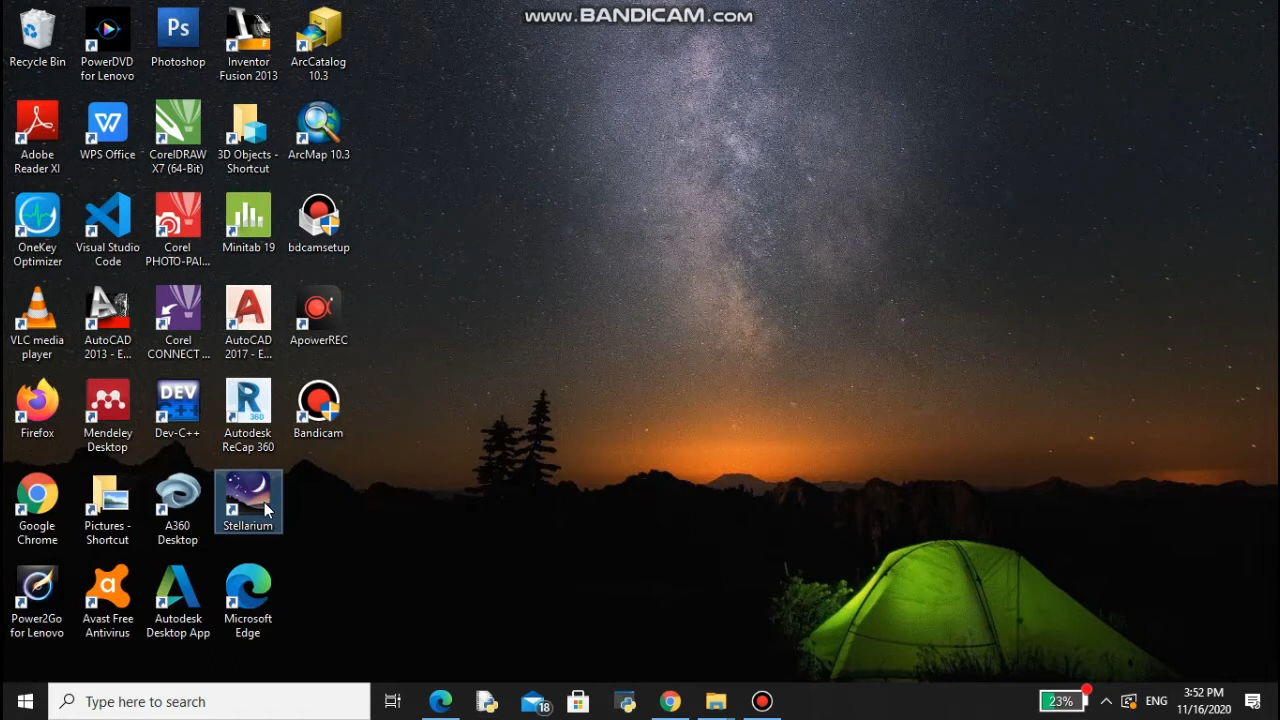 www.BANDICAM.com
Recycle Bin
PowerDVD
for Lenovo
Ps
Photoshop
Inventor
Fusion 2013
ArcCatalog
10.3
Adobe
Reader XI
W
WPS Office
CorelDRAW
X7 (64-Bit)
3D Objects -
Shortcut
ArcMap 10.3
OneKey
Optimizer
Visual Studio
Code
Corel
PHOTO-PAI...
Minitab 19
bdcamsetup
VLC media
player
AutoCAD
2013 - E...
Corel
CONNECT ...
AutoCAD
2017 - E...
ApowerREC
Firefox
Mendeley
Desktop
DEV
C++
Dev-C++
R
360
Autodesk
ReCap 360
Bandicam
Google
Chrome
Pictures -
Shortcut
A360
Desktop
Stellarium
Power2Go
for Lenovo
a
Avast Free
Antivirus
Autodesk
Desktop App
Microsoft
Edge
Type here to search
18
23%
ENG
3:52 PM
11/16/2020